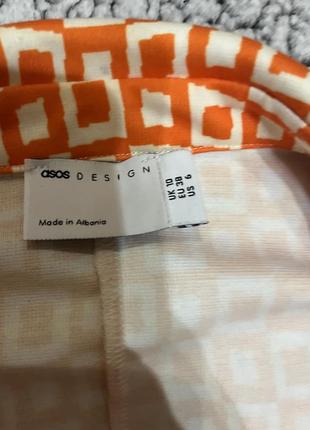 asos DESIGN
Made in Albania
UK 10
EU 38
US 6